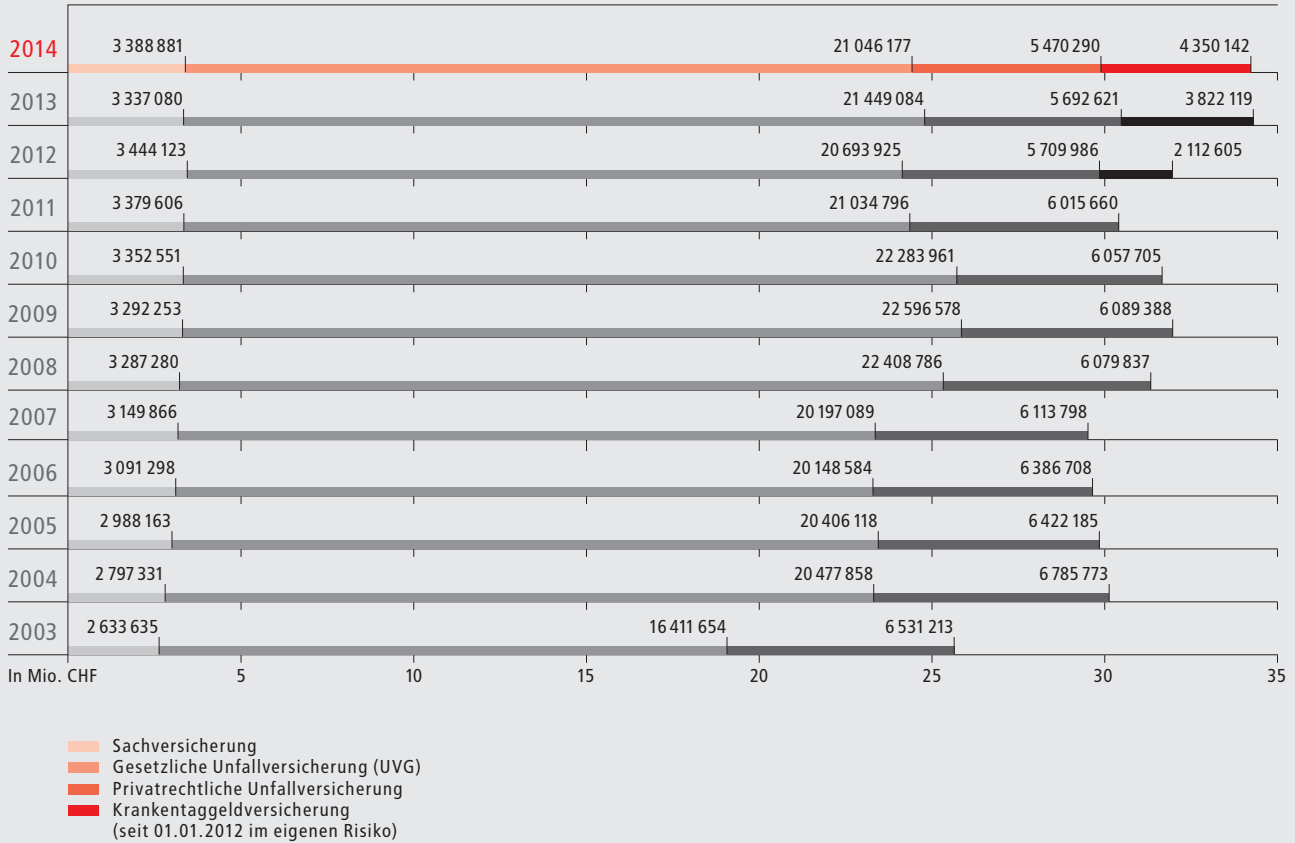 2014 3 388 881 21 046 177 5 470 290 4 350 142
2013 3 337 080 21 449 084 5 692 621 3 822 119
2012 3 444 123 20 693 925 5 709 986 2 112 605
2011 3 379 606 21 034 796 6 015 660
2010 3 352 551 22 283 961 6 057 705
2009 3 292 253 22 596 578 6 089 388
2008 3 287 280 22 408 786 6 079 837
2007 3 149 866 20 197 089 6 113 798
2006 3 091 298 20 148 584 6 386 708
2005 2 988 163 20 406 118 6 422 185
2004 2 797 331 20 477 858 6 785 773
2003 2 633 635 16 411 654 6 531 213
In Mio. CHF 5 10 15 20 25 30 35
Sachversicherung
Gesetzliche Unfallversicherung (UVG)
Privatrechtliche Unfallversicherung
Krankentaggeldversicherung
(seit 01.01.2012 im eigenen Risiko)